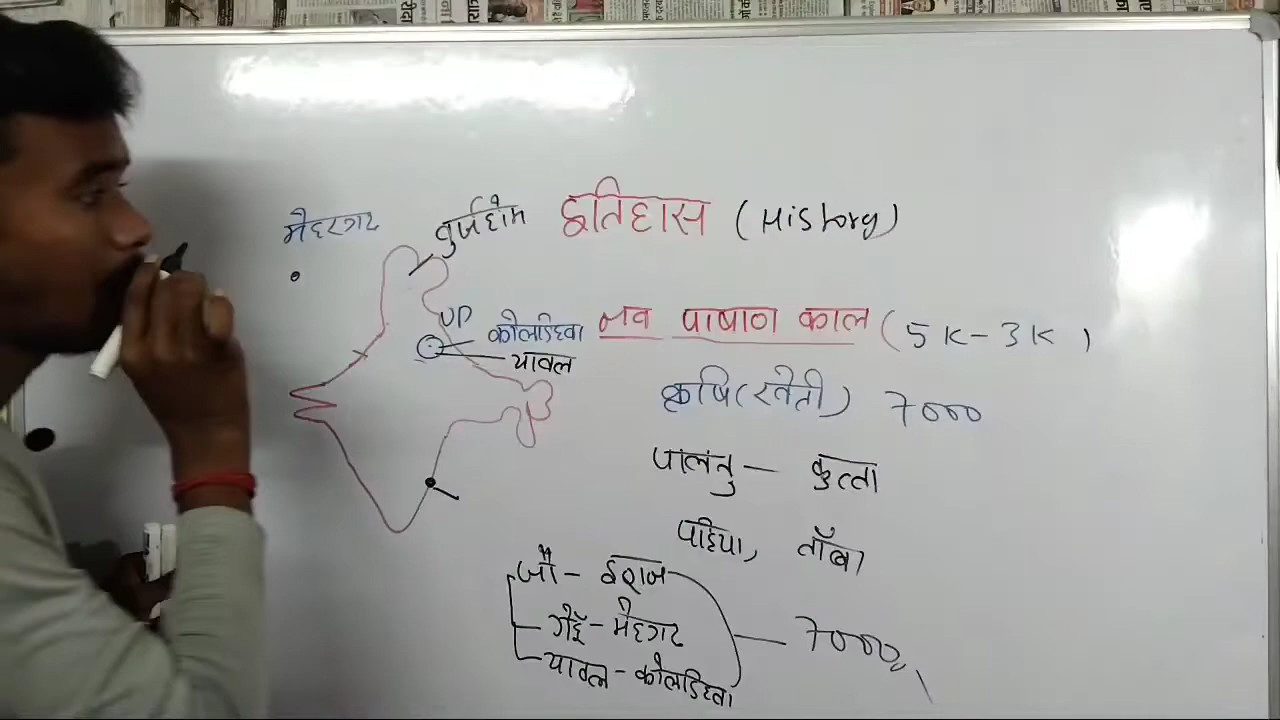 मेहरगढ
बुर्जहोम
इतिहास (History)
UP
कोलडिहवा
चावल
नव पाषाण काल (5K-3K)
कृषि (खेती) 7000
पालतु — कुत्ता
पहिया, ताँबा
जौ - ईरान
गेहूँ - मेहगढ — 7000
चावल - कोलडिहवा